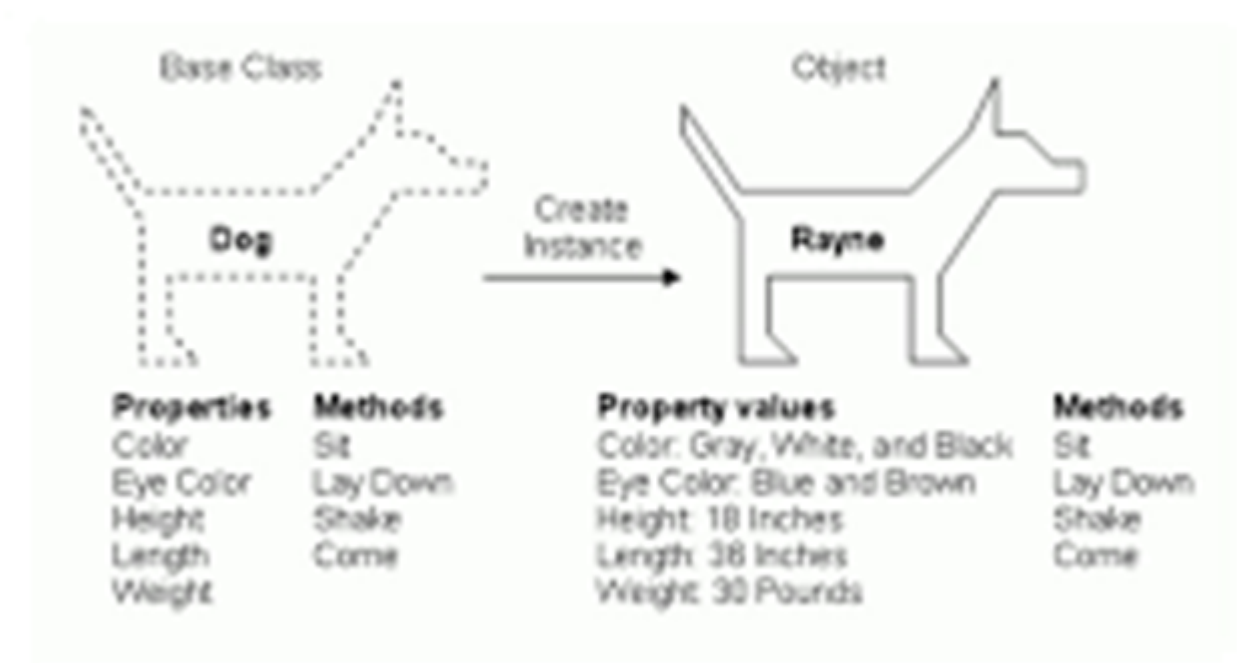 Base Class
Object
Dog
Create
Instance
Rayne
Properties
Color
Eye Color
Height
Length
Weight
Methods
Sit
Lay Down
Shake
Come
Property values
Color: Gray, White, and Black
Eye Color: Blue and Brown
Height: 18 Inches
Length: 36 Inches
Weight: 30 Pounds
Methods
Sit
Lay Down
Shake
Come